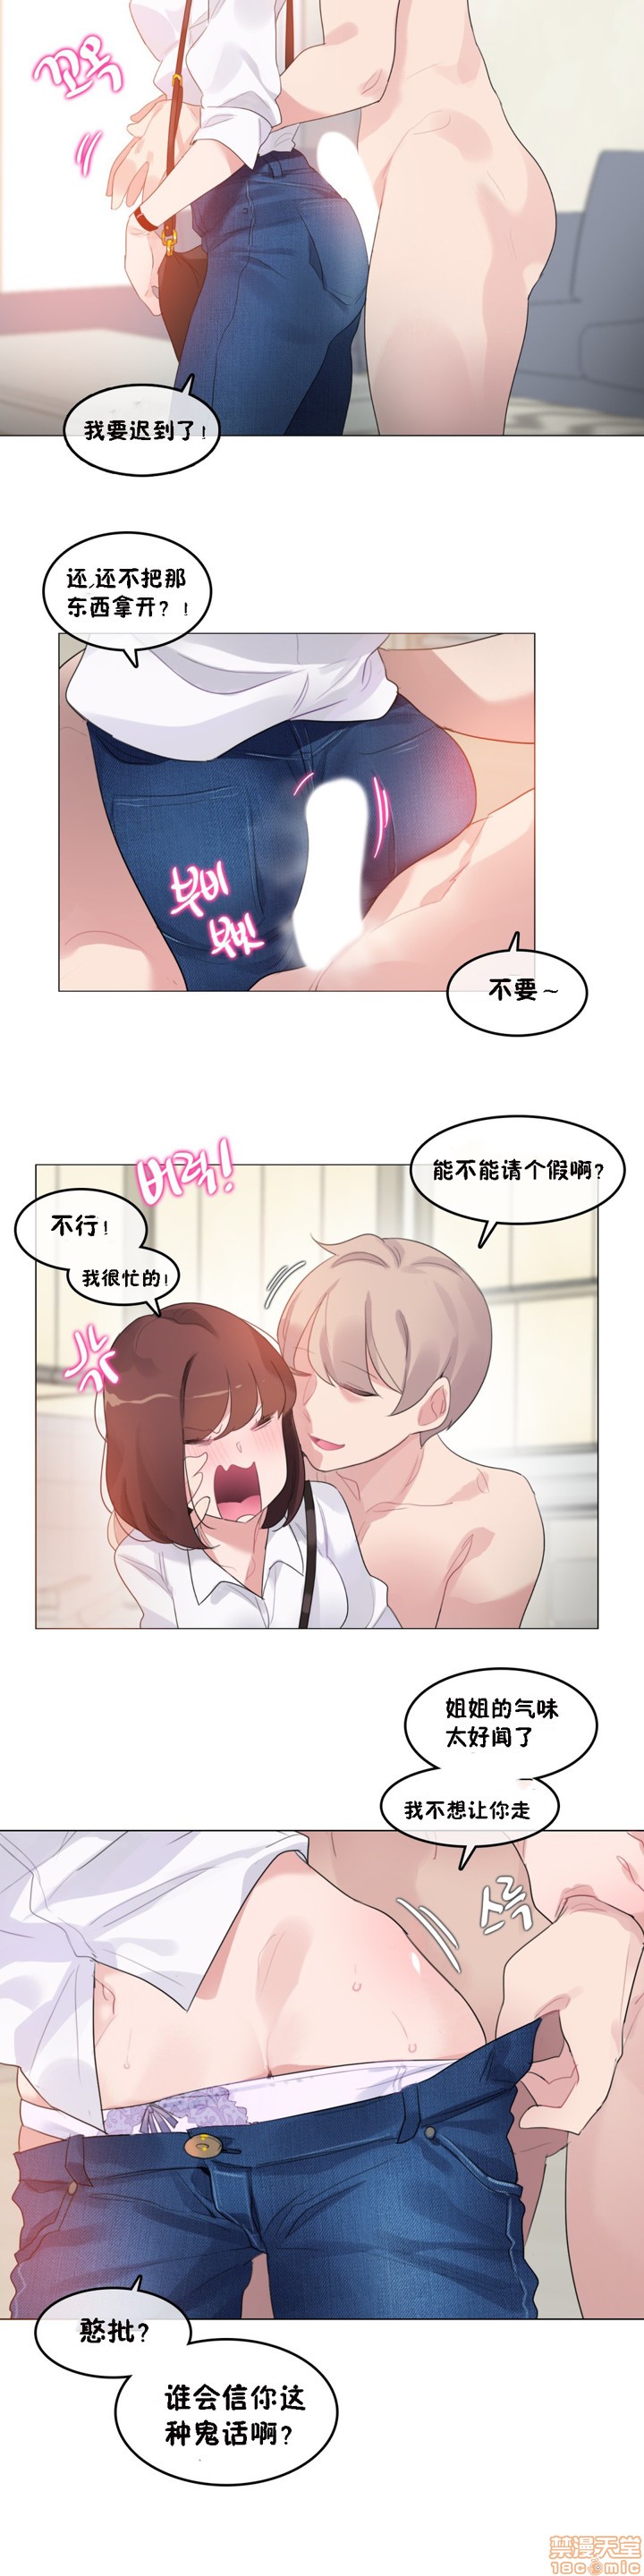 꼬옥
我要迟到了!
还,还不把那
东西拿开?!
부비
부빗
不要~
버럭!
能不能请个假啊?
不行!
我很忙的!
姐姐的气味
太好闻了
我不想让你走
스륵
憨批?
谁会信你这
种鬼话啊?
禁漫天堂
18comic